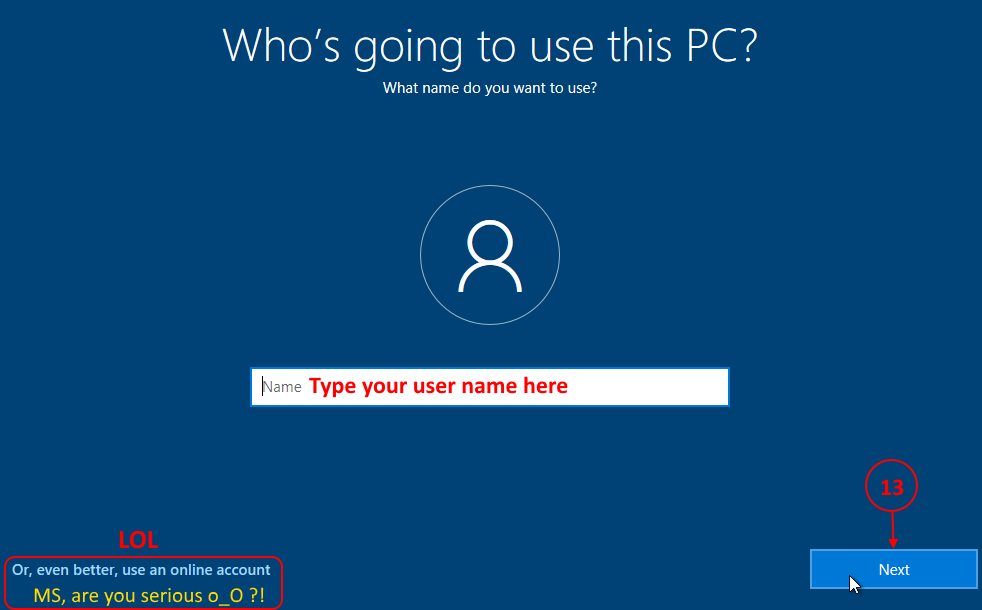 Who's going to use this PC?
What name do you want to use?
Name Type your user name here
13
LOL
Or, even better, use an online account
MS, are you serious o_O ?!
Next